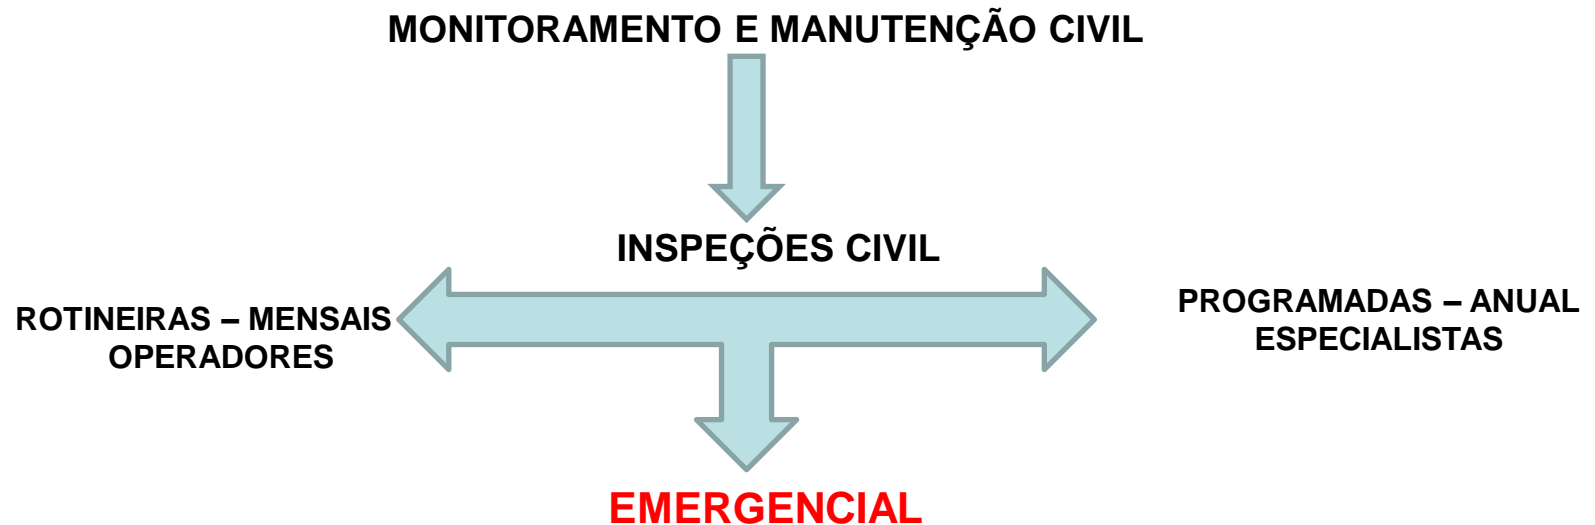 MONITORAMENTO E MANUTENÇÃO CIVIL
INSPEÇÕES CIVIL
ROTINEIRAS – MENSAIS
OPERADORES
PROGRAMADAS – ANUAL
ESPECIALISTAS
EMERGENCIAL